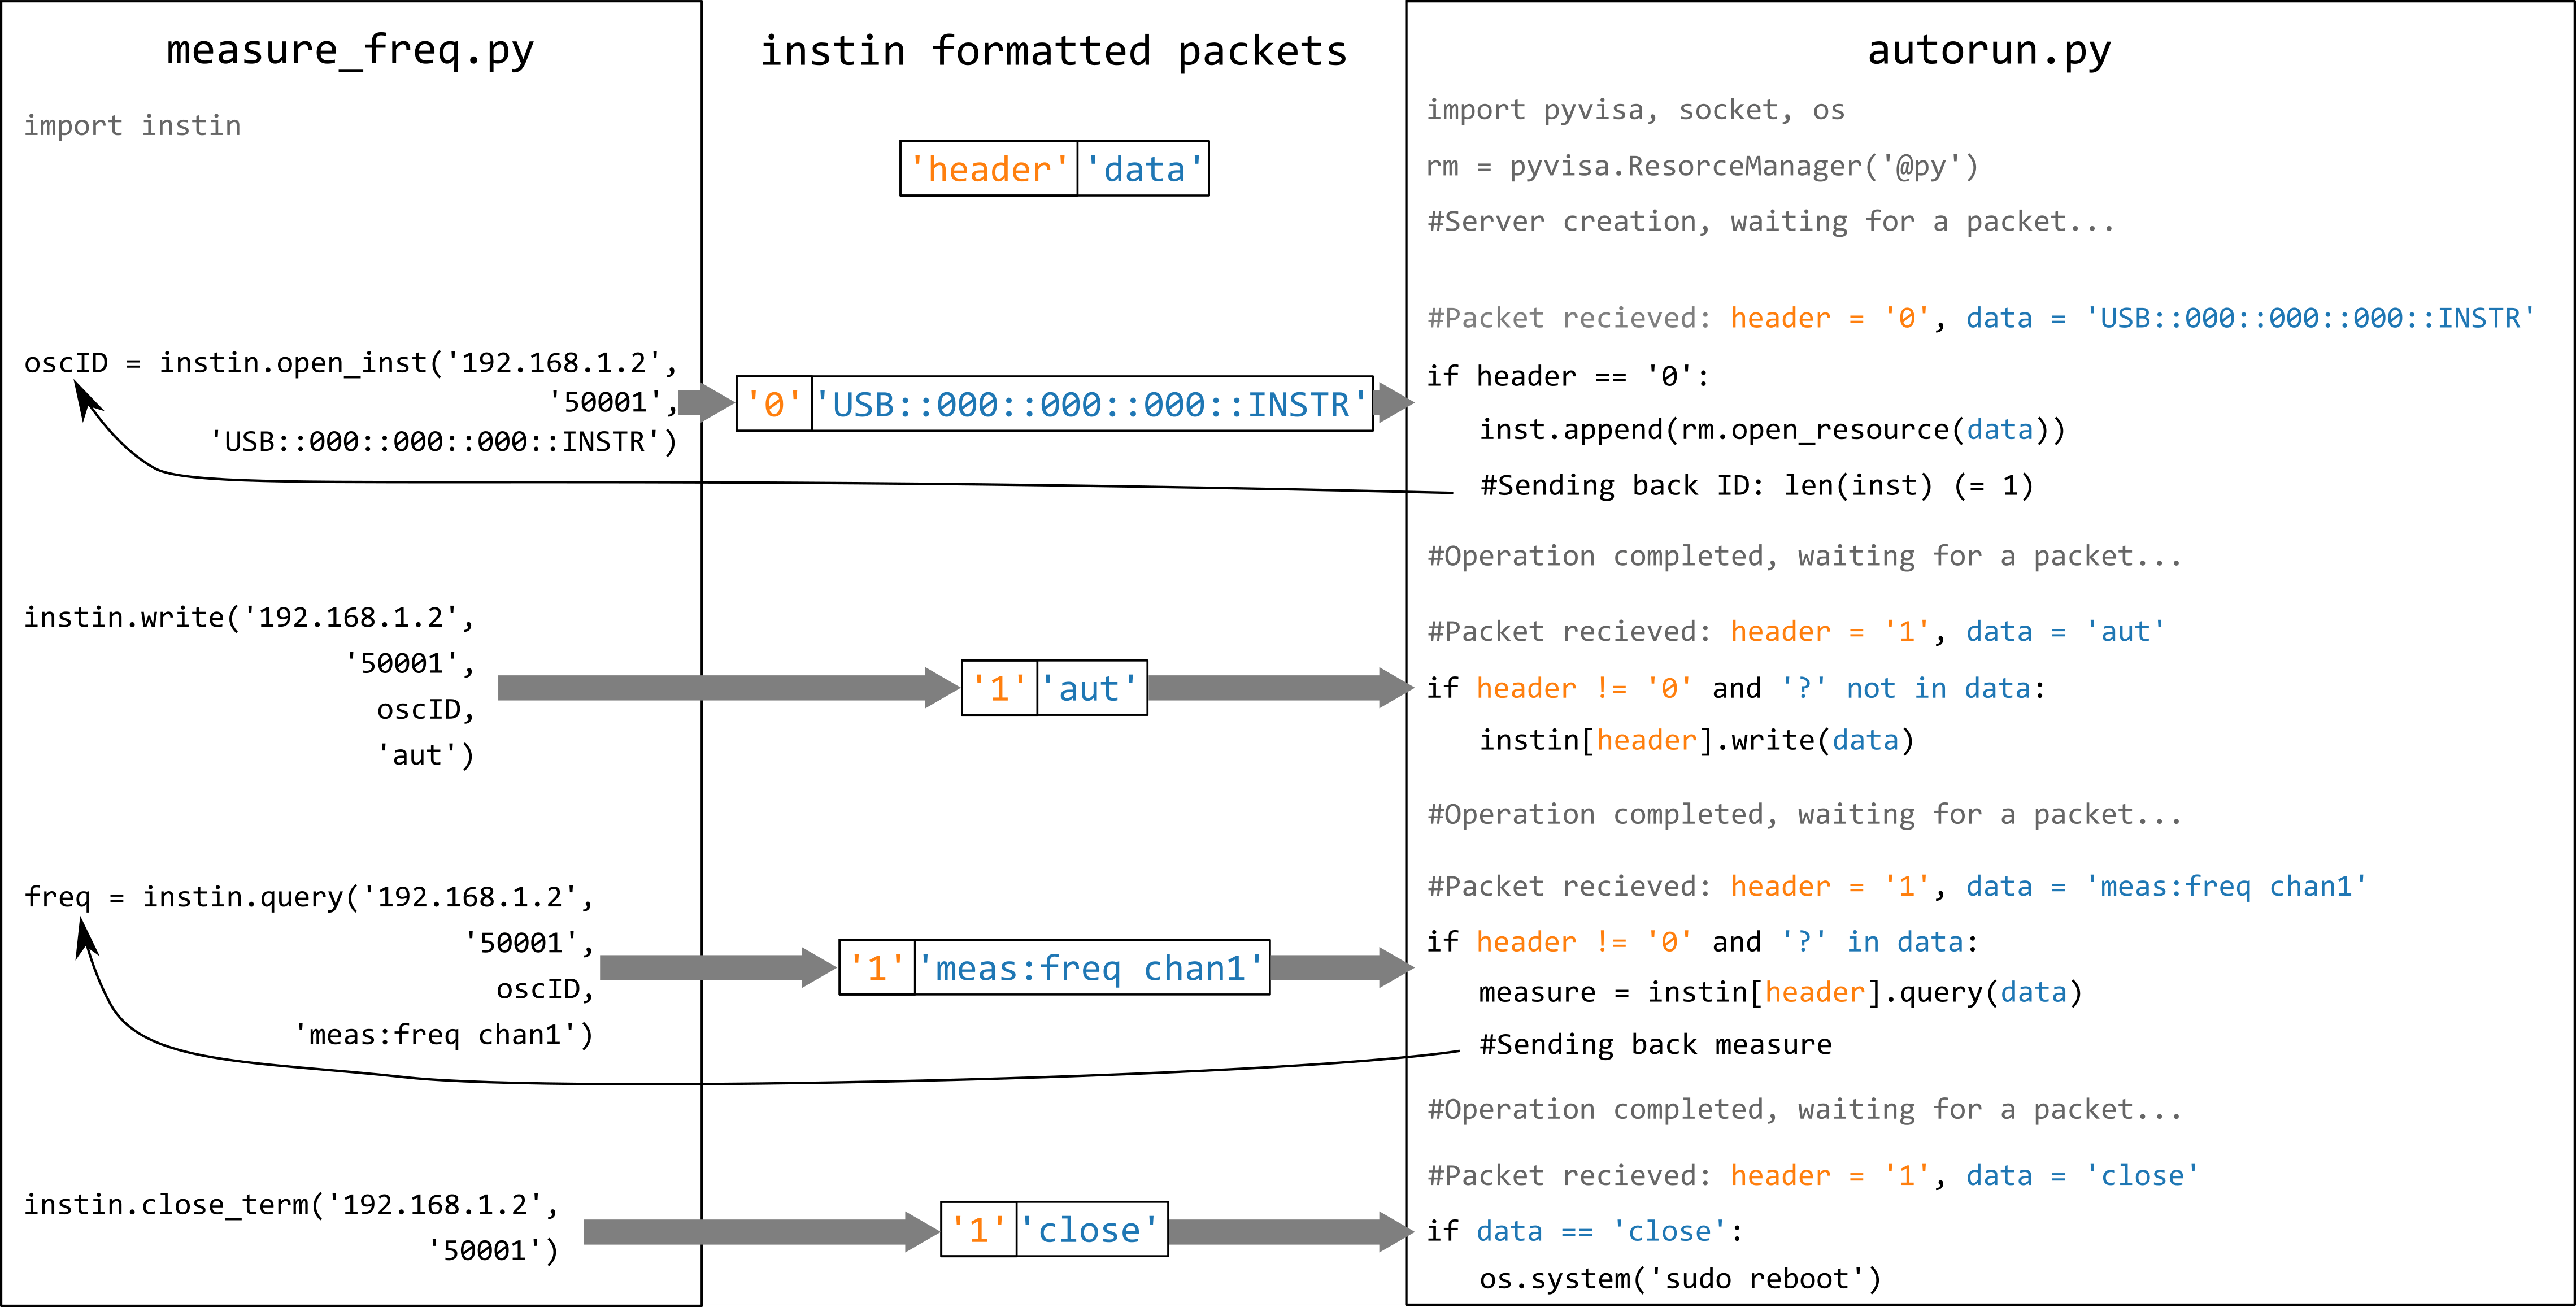 measure_freq.py
import instin
oscID = instin.open_inst('192.168.1.2',
'50001',
'USB::000::000::000::INSTR')
instin.write('192.168.1.2',
'50001',
oscID,
'aut')
freq = instin.query('192.168.1.2',
'50001',
oscID,
'meas:freq chan1')
instin.close_term('192.168.1.2',
'50001')
instin formatted packets
'header' 'data'
'0' 'USB::000::000::000::INSTR'
'1' 'aut'
'1' 'meas:freq chan1'
'1' 'close'
autorun.py
import pyvisa, socket, os
rm = pyvisa.ResorceManager('@py')
#Server creation, waiting for a packet...
#Packet recieved: header = '0', data = 'USB::000::000::000::INSTR'
if header == '0':
inst.append(rm.open_resource(data))
#Sending back ID: len(inst) (= 1)
#Operation completed, waiting for a packet...
#Packet recieved: header = '1', data = 'aut'
if header != '0' and '?' not in data:
instin[header].write(data)
#Operation completed, waiting for a packet...
#Packet recieved: header = '1', data = 'meas:freq chan1'
if header != '0' and '?' in data:
measure = instin[header].query(data)
#Sending back measure
#Operation completed, waiting for a packet...
#Packet recieved: header = '1', data = 'close'
if data == 'close':
os.system('sudo reboot')